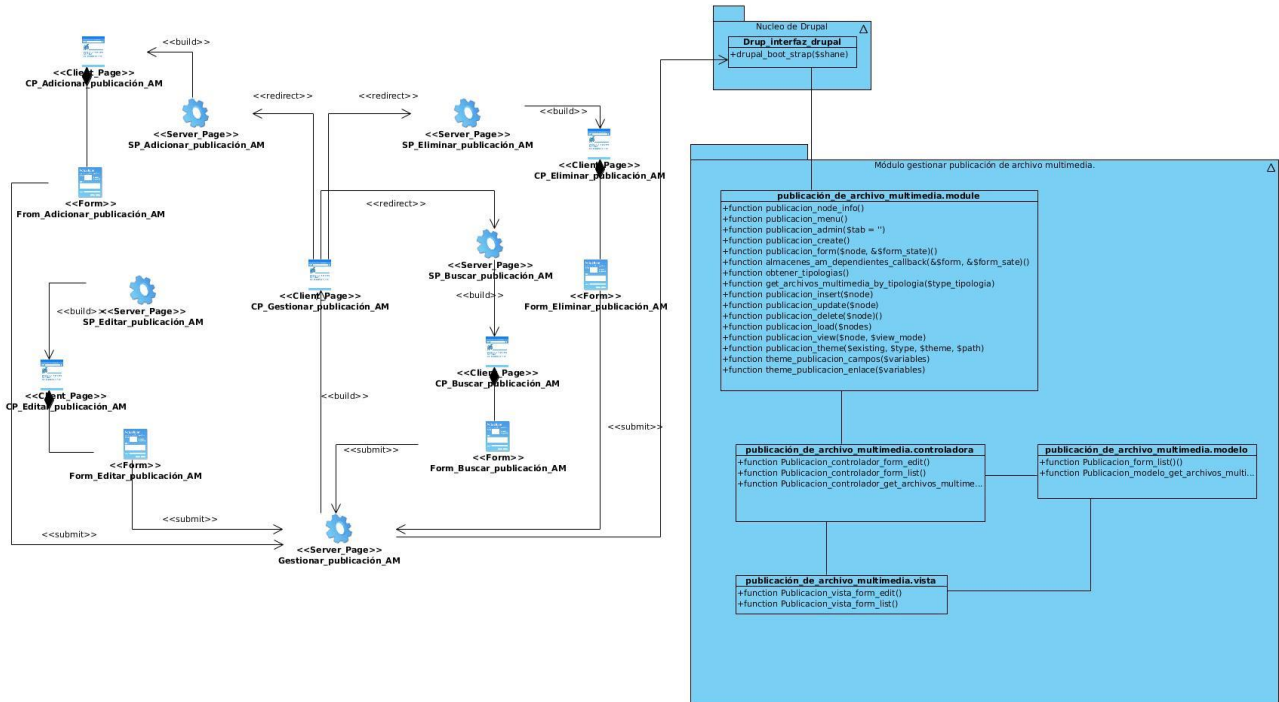 <<build>>
<<Client_Page>>
CP_Adicionar_publicación_AM
<<redirect>>
<<Server_Page>>
SP_Adicionar_publicación_AM
<<Form>>
From_Adicionar_publicación_AM
<<redirect>>
<<Server_Page>>
SP_Eliminar_publicación_AM
<<build>>
<<Client_Page>>
CP_Eliminar_publicación_AM
<<redirect>>
<<Server_Page>>
SP_Buscar_publicación_AM
<<Client_Page>>
CP_Gestionar_publicación_AM
<<build>>
<<Form>>
Form_Eliminar_publicación_AM
<<build>>
<<Server_Page>>
SP_Editar_publicación_AM
<<Client_Page>>
CP_Editar_publicación_AM
<<Client_Page>>
CP_Buscar_publicación_AM
<<build>>
<<submit>>
<<Form>>
Form_Editar_publicación_AM
<<submit>>
<<Form>>
Form_Buscar_publicación_AM
<<submit>>
<<submit>>
<<Server_Page>>
Gestionar_publicación_AM
Nucleo de Drupal
Drup_interfaz_drupal
+drupal_boot_strap($shane)
Módulo gestionar publicación de archivo multimedia.
publicación_de_archivo_multimedia.module
+function publicacion_node_info()
+function publicacion_menu()
+function publicacion_admin($tab = '')
+function publicacion_create()
+function publicacion_form($node, &$form_state)()
+function almacenes_am_dependientes_callback(&$form, &$form_sate)()
+function obtener_tipologias()
+function get_archivos_multimedia_by_tipologia($type_tipologia)
+function publicacion_insert($node)
+function publicacion_update($node)
+function publicacion_delete($node)()
+function publicacion_load($nodes)
+function publicacion_view($node, $view_mode)
+function publicacion_theme($existing, $type, $theme, $path)
+function theme_publicacion_campos($variables)
+function theme_publicacion_enlace($variables)
publicación_de_archivo_multimedia.controladora
+function Publicacion_controlador_form_edit()
+function Publicacion_controlador_form_list()
+function Publicacion_controlador_get_archivos_multime...
publicación_de_archivo_multimedia.modelo
+function Publicacion_form_list()()
+function Publicacion_modelo_get_archivos_multi...
publicación_de_archivo_multimedia.vista
+function Publicacion_vista_form_edit()
+function Publicacion_vista_form_list()